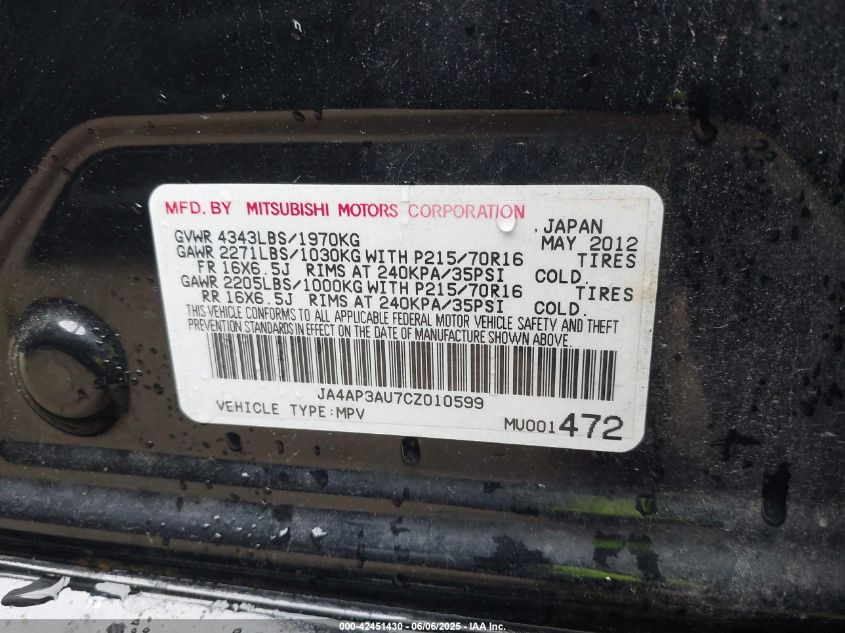 MFD. BY MITSUBISHI MOTORS CORPORATION
JAPAN
GVWR 4343LBS/1970KG MAY 2012
GAWR 2271LBS/1030KG WITH P215/70R16 TIRES
FR 16X6.5J RIMS AT 240KPA/35PSI COLD.
GAWR 2205LBS/1000KG WITH P215/70R16 TIRES
RR 16X6.5J RIMS AT 240KPA/35PSI COLD.
THIS VEHICLE CONFORMS TO ALL APPLICABLE FEDERAL MOTOR VEHICLE SAFETY AND THEFT
PREVENTION STANDARDS IN EFFECT ON THE DATE OF MANUFACTURE SHOWN ABOVE.
JA4AP3AU7CZ010599
VEHICLE TYPE:MPV MU001472
000-42451430 - 06/06/2025 - IAA Inc.